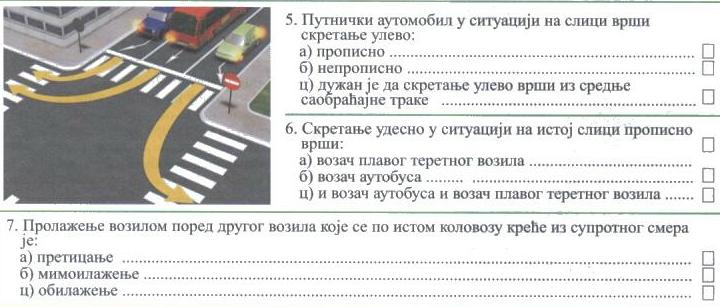 5. Путнички аутомобил у ситуацији на слици врши
скретање улево:
а) прописно
б) непрописно
ц) дужан је да скретање улево врши из средње
саобраћајне траке
6. Скретање удесно у ситуацији на истој слици прописно
врши:
а) возач плавог теретног возила
б) возач аутобуса
ц) и возач аутобуса и возач плавог теретног возила
7. Пролажење возилом поред другог возила које се по истом коловозу креће из супротног смера
је:
а) претицање
б) мимоилажење
ц) обилажење